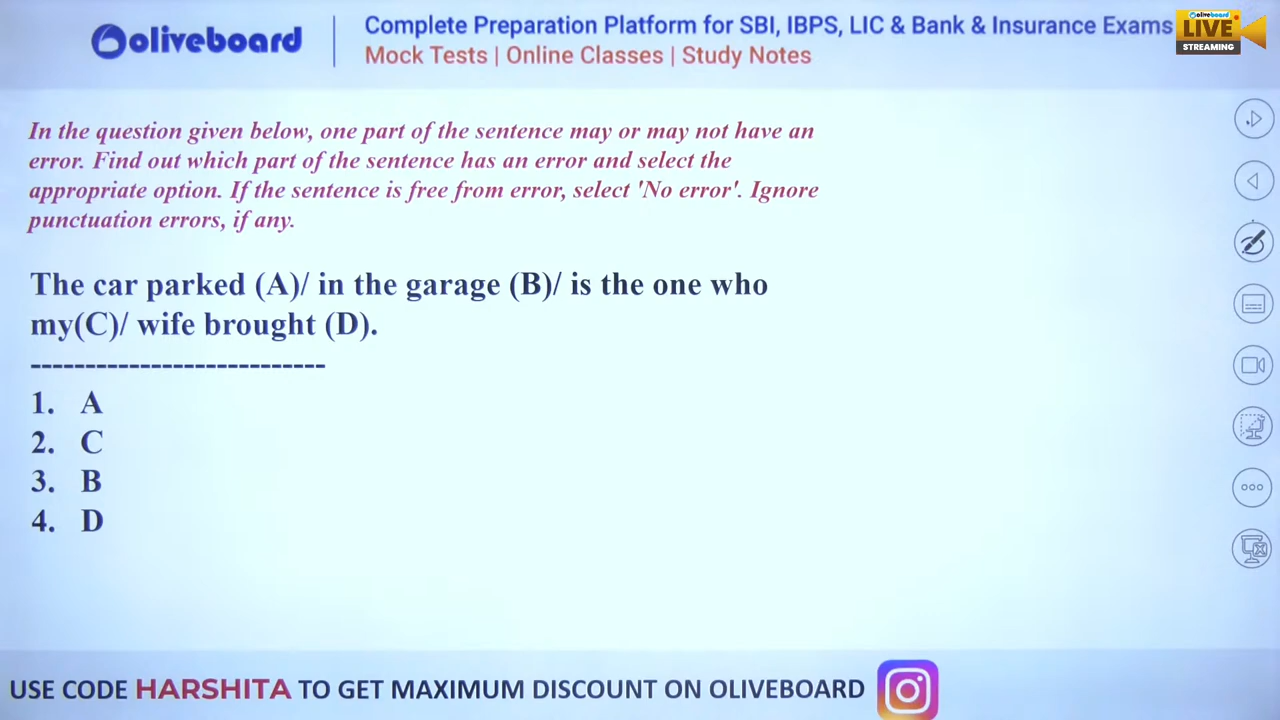 oliveboard
Complete Preparation Platform for SBI, IBPS, LIC & Bank & Insurance Exams
Mock Tests | Online Classes | Study Notes
oliveboard
LIVE
STREAMING
In the question given below, one part of the sentence may or may not have an
error. Find out which part of the sentence has an error and select the
appropriate option. If the sentence is free from error, select 'No error'. Ignore
punctuation errors, if any.
The car parked (A)/ in the garage (B)/ is the one who
my(C)/ wife brought (D).
---------------------------
1. A
2. C
3. B
4. D
USE CODE HARSHITA TO GET MAXIMUM DISCOUNT ON OLIVEBOARD